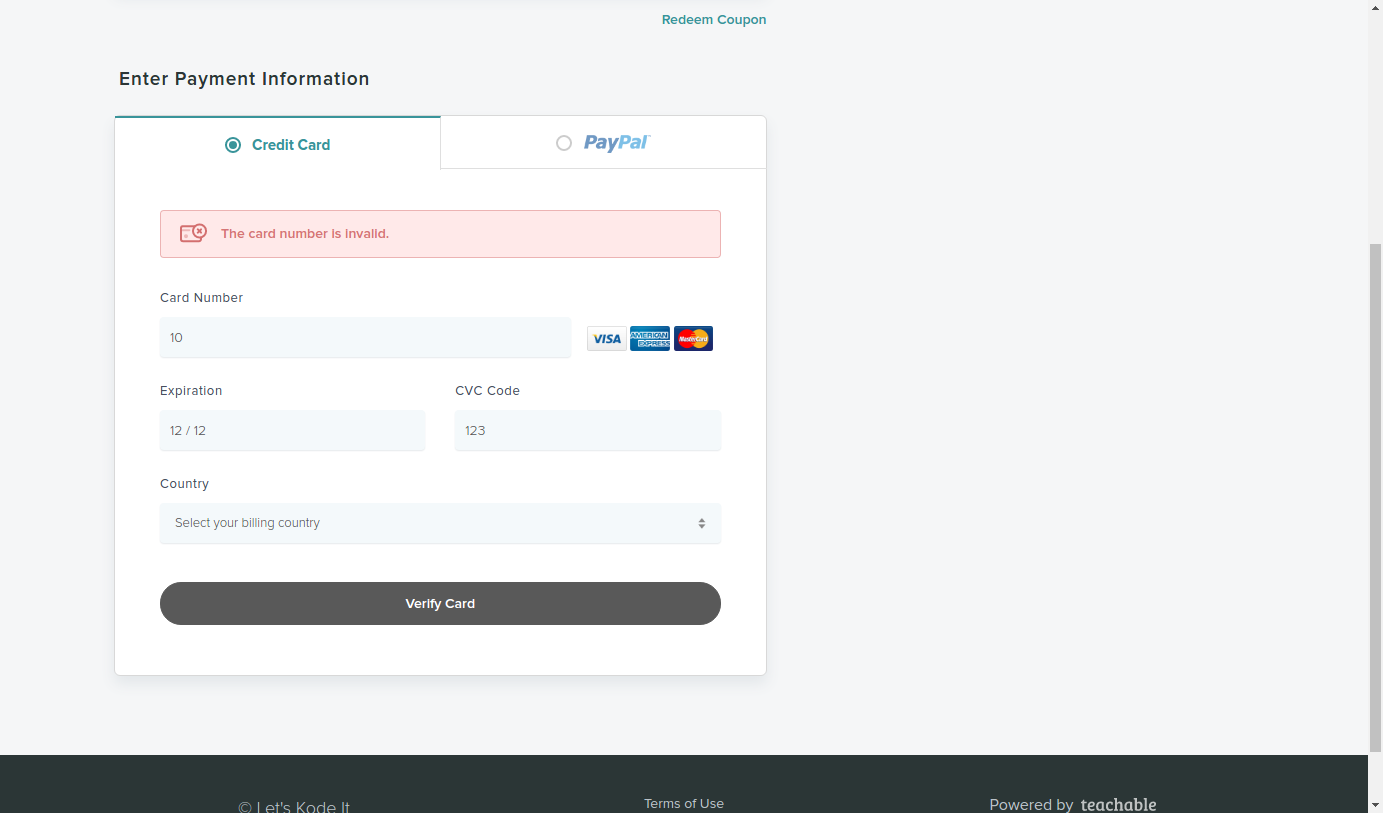 Redeem Coupon
Enter Payment Information
Credit Card
PayPal
The card number is invalid.
Card Number
10
VISA
AMERICAN EXPRESS
MasterCard
Expiration
CVC Code
12 / 12
123
Country
Select your billing country
Verify Card
© Let's Kode It
Terms of Use
Powered by teachable